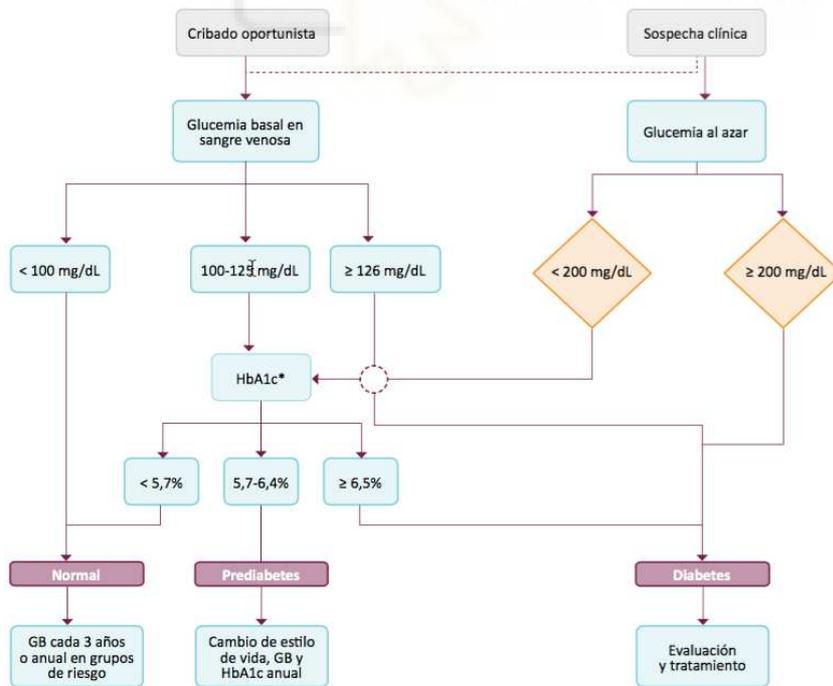 Cribado oportunista
Sospecha clínica
Glucemia basal en
sangre venosa
Glucemia al azar
< 100 mg/dL
100-125 mg/dL
≥ 126 mg/dL
< 200 mg/dL
≥ 200 mg/dL
HbA1c*
< 5,7%
5,7-6,4%
≥ 6,5%
Normal
Prediabetes
Diabetes
GB cada 3 años
o anual en grupos
de riesgo
Cambio de estilo
de vida, GB y
HbA1c anual
Evaluación
y tratamiento